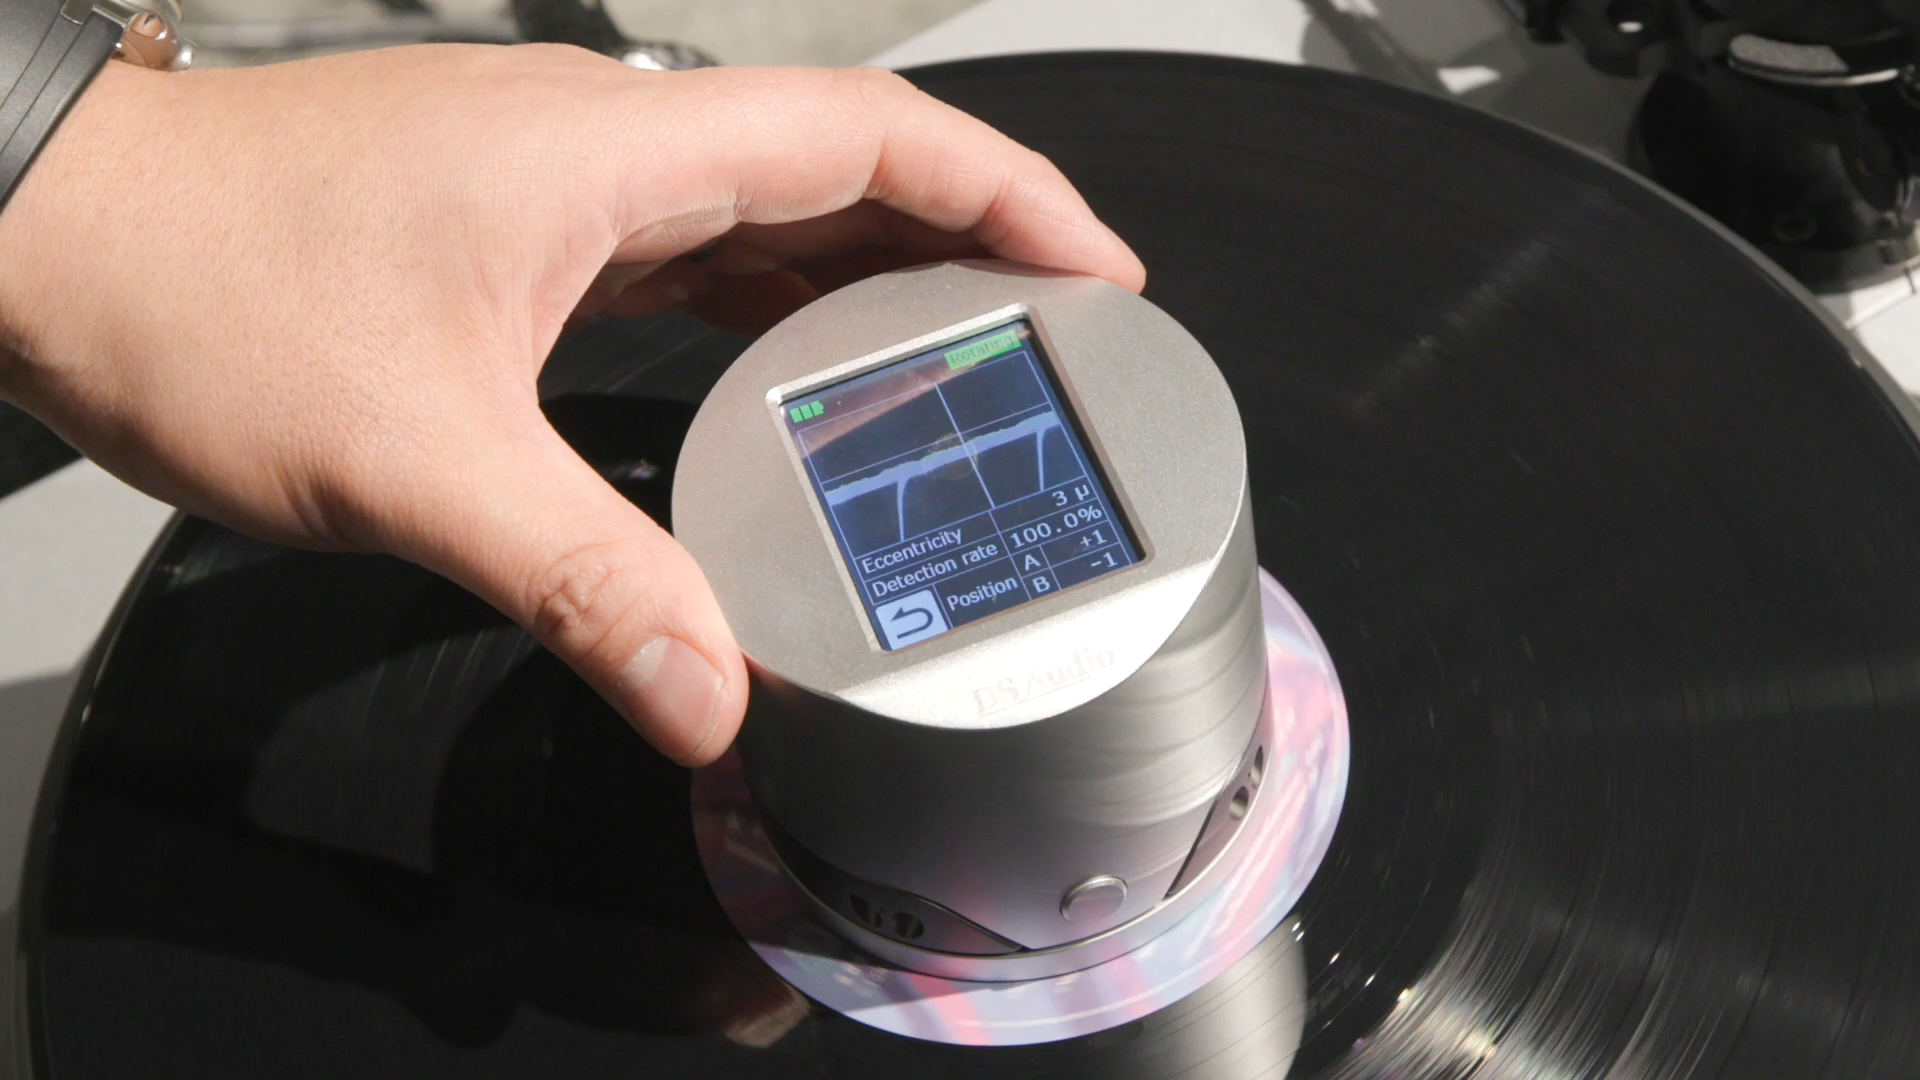 Rotating
Eccentricity 3 μ
Detection rate 100.0%
Position A +1
B -1
DS Audio